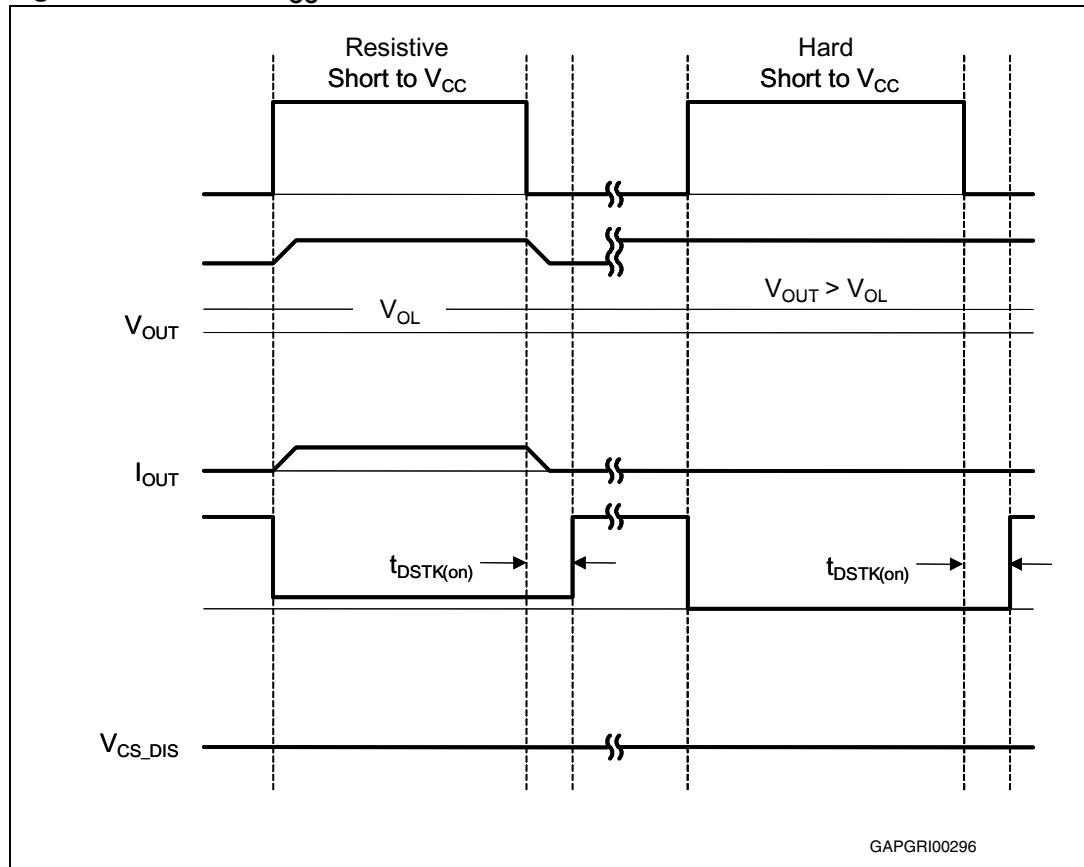 Resistive
Short to VCC
Hard
Short to VCC
VOUT
VOL
VOUT > VOL
IOUT
tDSTK(on)
tDSTK(on)
VCS_DIS
GAPGRI00296